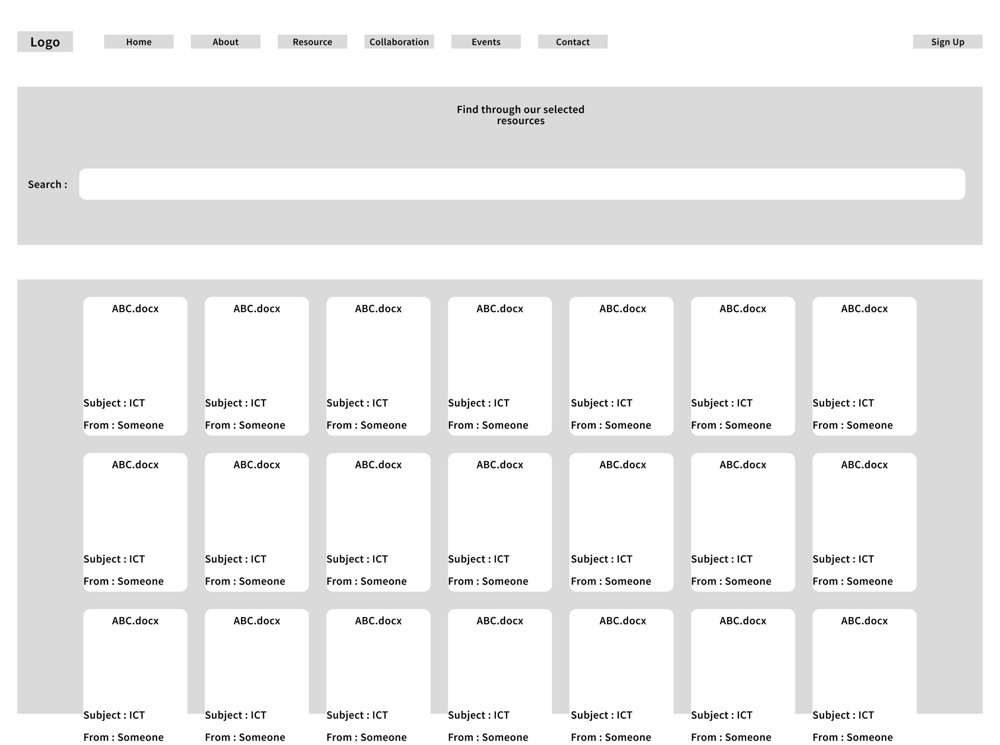 Logo
Home
About
Resource
Collaboration
Events
Contact
Sign Up
Find through our selected
resources
Search :
ABC.docx
ABC.docx
ABC.docx
ABC.docx
ABC.docx
ABC.docx
ABC.docx
Subject : ICT
Subject : ICT
Subject : ICT
Subject : ICT
Subject : ICT
Subject : ICT
Subject : ICT
From : Someone
From : Someone
From : Someone
From : Someone
From : Someone
From : Someone
From : Someone
ABC.docx
ABC.docx
ABC.docx
ABC.docx
ABC.docx
ABC.docx
ABC.docx
Subject : ICT
Subject : ICT
Subject : ICT
Subject : ICT
Subject : ICT
Subject : ICT
Subject : ICT
From : Someone
From : Someone
From : Someone
From : Someone
From : Someone
From : Someone
From : Someone
ABC.docx
ABC.docx
ABC.docx
ABC.docx
ABC.docx
ABC.docx
ABC.docx
Subject : ICT
Subject : ICT
Subject : ICT
Subject : ICT
Subject : ICT
Subject : ICT
Subject : ICT
From : Someone
From : Someone
From : Someone
From : Someone
From : Someone
From : Someone
From : Someone